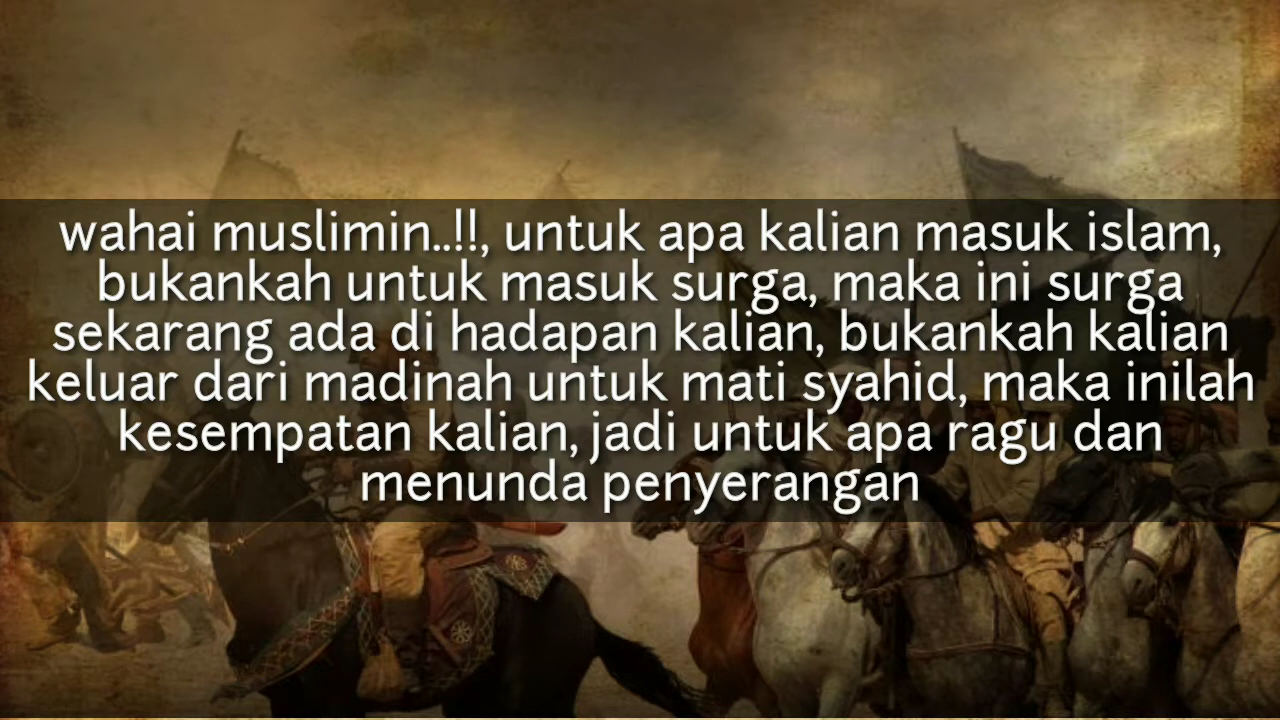 wahai muslimin..!!, untuk apa kalian masuk islam,
bukankah untuk masuk surga, maka ini surga
sekarang ada di hadapan kalian, bukankah kalian
keluar dari madinah untuk mati syahid, maka inilah
kesempatan kalian, jadi untuk apa ragu dan
menunda penyerangan